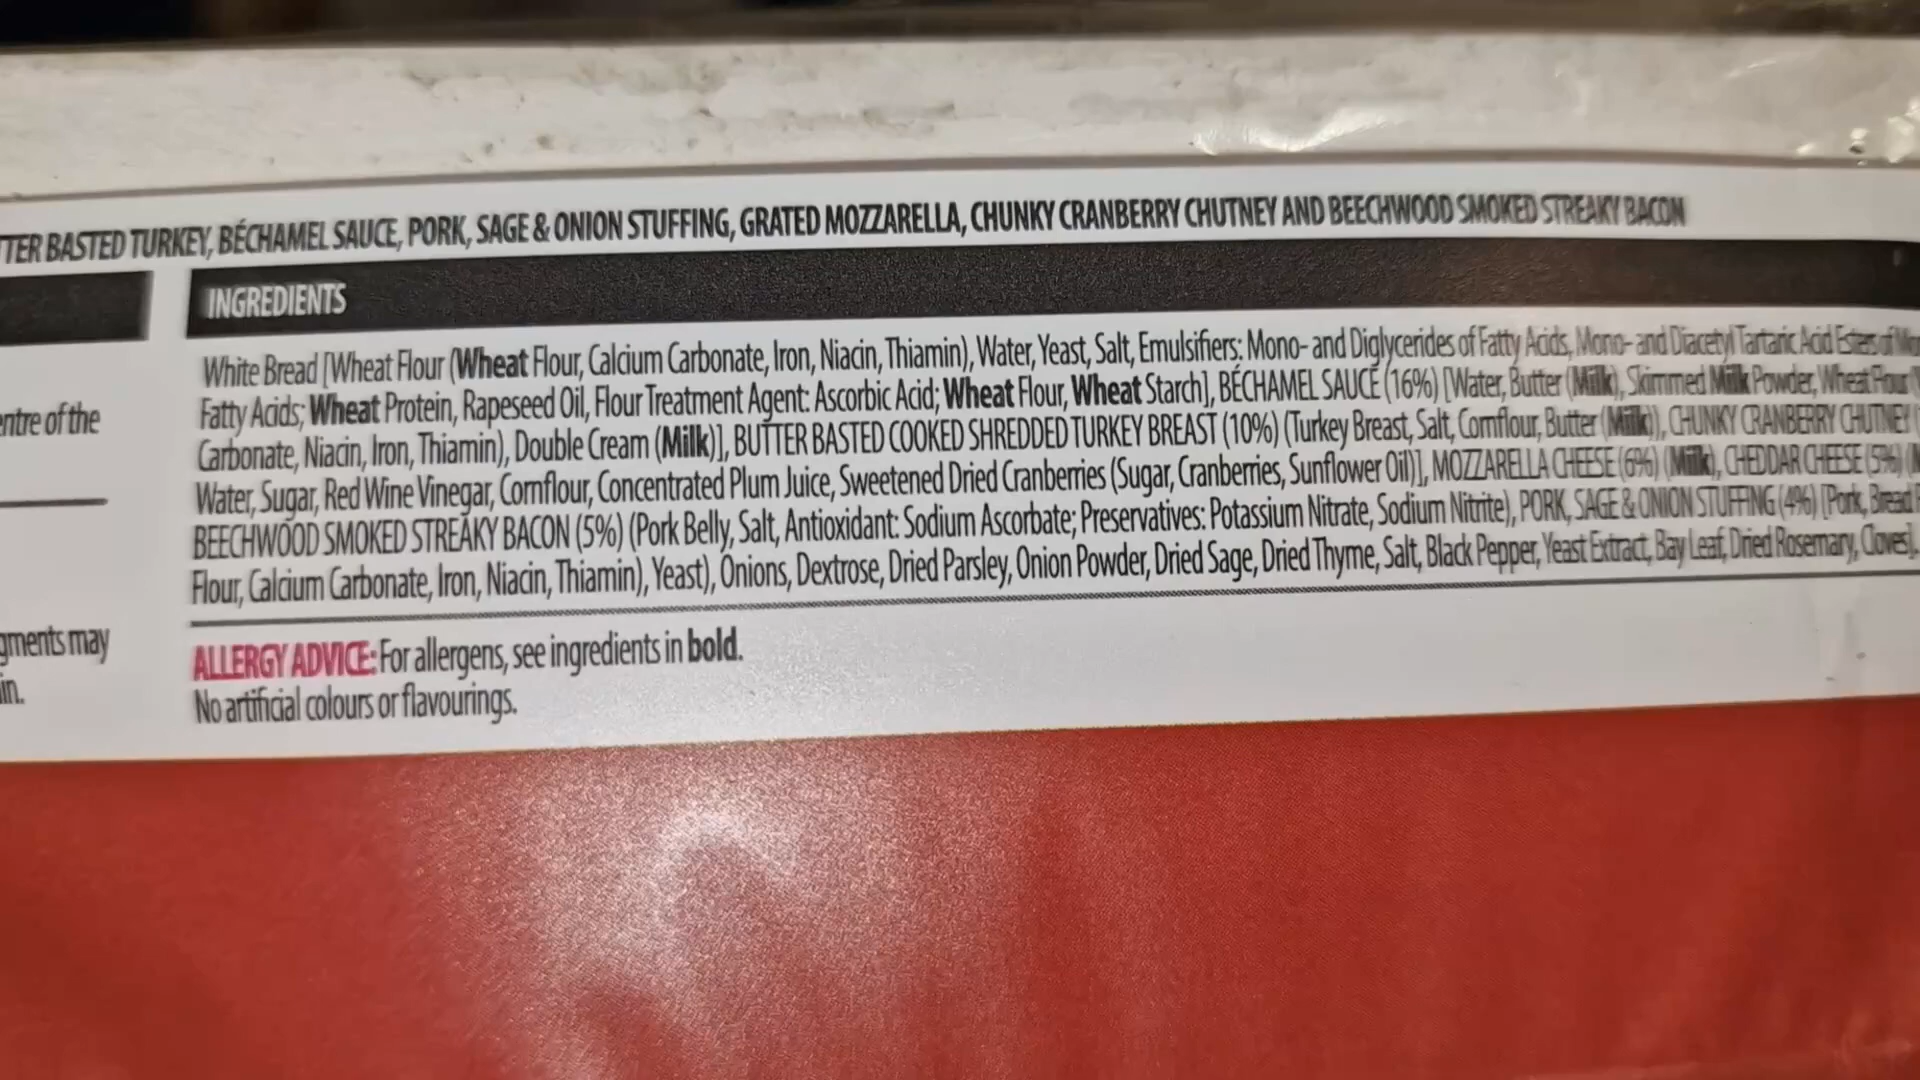 TER BASTED TURKEY, BÉCHAMEL SAUCE, PORK, SAGE & ONION STUFFING, GRATED MOZZARELLA, CHUNKY CRANBERRY CHUTNEY AND BEECHWOOD SMOKED STREAKY BACON
INGREDIENTS
White Bread [Wheat Flour (Wheat Flour, Calcium Carbonate, Iron, Niacin, Thiamin), Water, Yeast, Salt, Emulsifiers: Mono- and Diglycerides of Fatty Acids, Mono- and Diacetyl Tartaric Acid Esters of
Fatty Acids; Wheat Protein, Rapeseed Oil, Flour Treatment Agent: Ascorbic Acid; Wheat Flour, Wheat Starch], BÉCHAMEL SAUCE (16%) [Water, Butter (Milk), Skimmed Milk Powder, Wheat Flour
Carbonate, Niacin, Iron, Thiamin), Double Cream (Milk)], BUTTER BASTED COOKED SHREDDED TURKEY BREAST (10%) (Turkey Breast, Salt, Cornflour, Butter (Milk)), CHUNKY CRANBERRY CHUTNEY
Water, Sugar, Red Wine Vinegar, Cornflour, Concentrated Plum Juice, Sweetened Dried Cranberries (Sugar, Cranberries, Sunflower Oil)], MOZZARELLA CHEESE (6%) (Milk), CHEDDAR CHEESE (5%)
BEECHWOOD SMOKED STREAKY BACON (5%) (Pork Belly, Salt, Antioxidant: Sodium Ascorbate; Preservatives: Potassium Nitrate, Sodium Nitrite), PORK, SAGE & ONION STUFFING (4%) [Pork, Bread
Flour, Calcium Carbonate, Iron, Niacin, Thiamin), Yeast), Onions, Dextrose, Dried Parsley, Onion Powder, Dried Sage, Dried Thyme, Salt, Black Pepper, Yeast Extract, Bay Leaf, Dried Rosemary, Cloves].
ALLERGY ADVICE: For allergens, see ingredients in bold.
No artificial colours or flavourings.
entre of the
gments may
in.